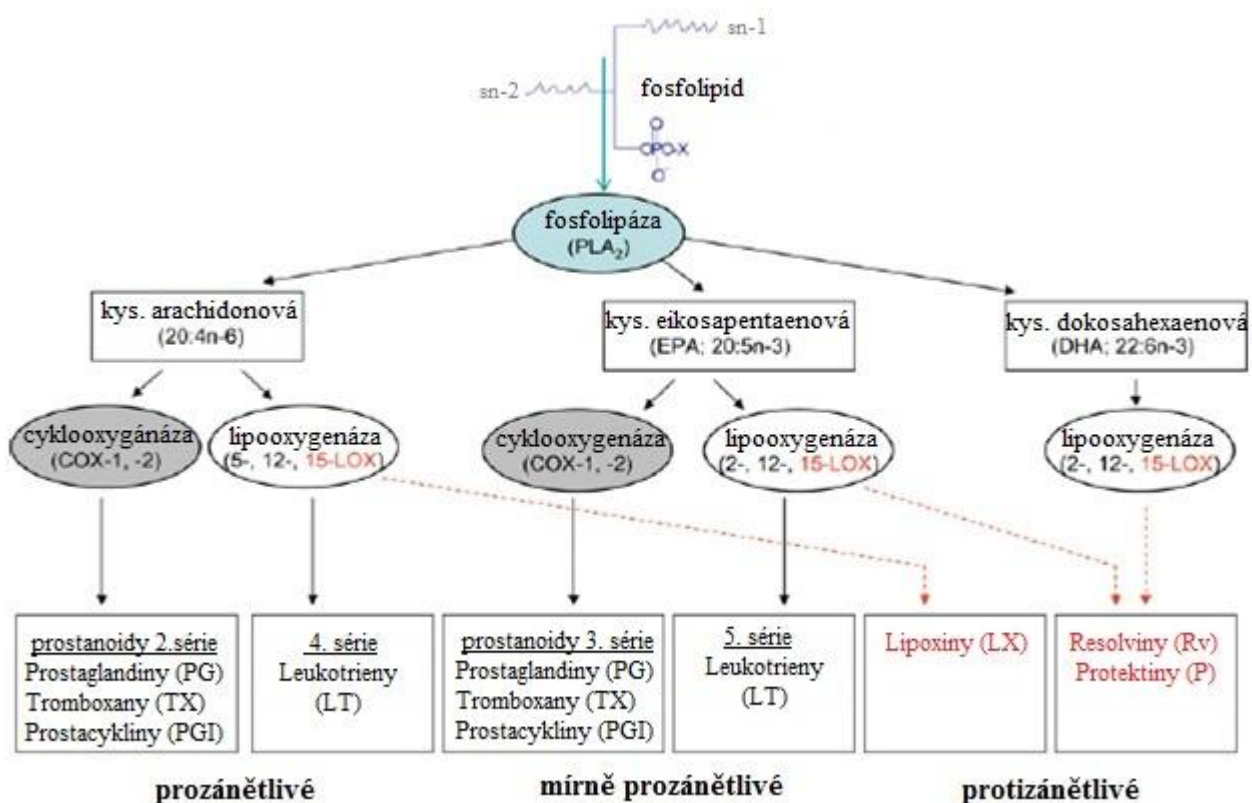 sn-1
sn-2
fosfolipid
O
OPO-X
O-
fosfolipáza
(PLA2)
kys. arachidonová
(20:4n-6)
kys. eikosapentaenová
(EPA; 20:5n-3)
kys. dokosahexaenová
(DHA; 22:6n-3)
cyklooxygánáza
(COX-1, -2)
lipooxygenáza
(5-, 12-, 15-LOX)
cyklooxygenáza
(COX-1, -2)
lipooxygenáza
(2-, 12-, 15-LOX)
lipooxygenáza
(2-, 12-, 15-LOX)
prostanoidy 2.série
Prostaglandiny (PG)
Tromboxany (TX)
Prostacykliny (PGI)
4. série
Leukotrieny
(LT)
prostanoidy 3. série
Prostaglandiny (PG)
Tromboxany (TX)
Prostacykliny (PGI)
5. série
Leukotrieny
(LT)
Lipoxiny (LX)
Resolviny (Rv)
Protektiny (P)
prozánětlivé
mírně prozánětlivé
protizánětlivé